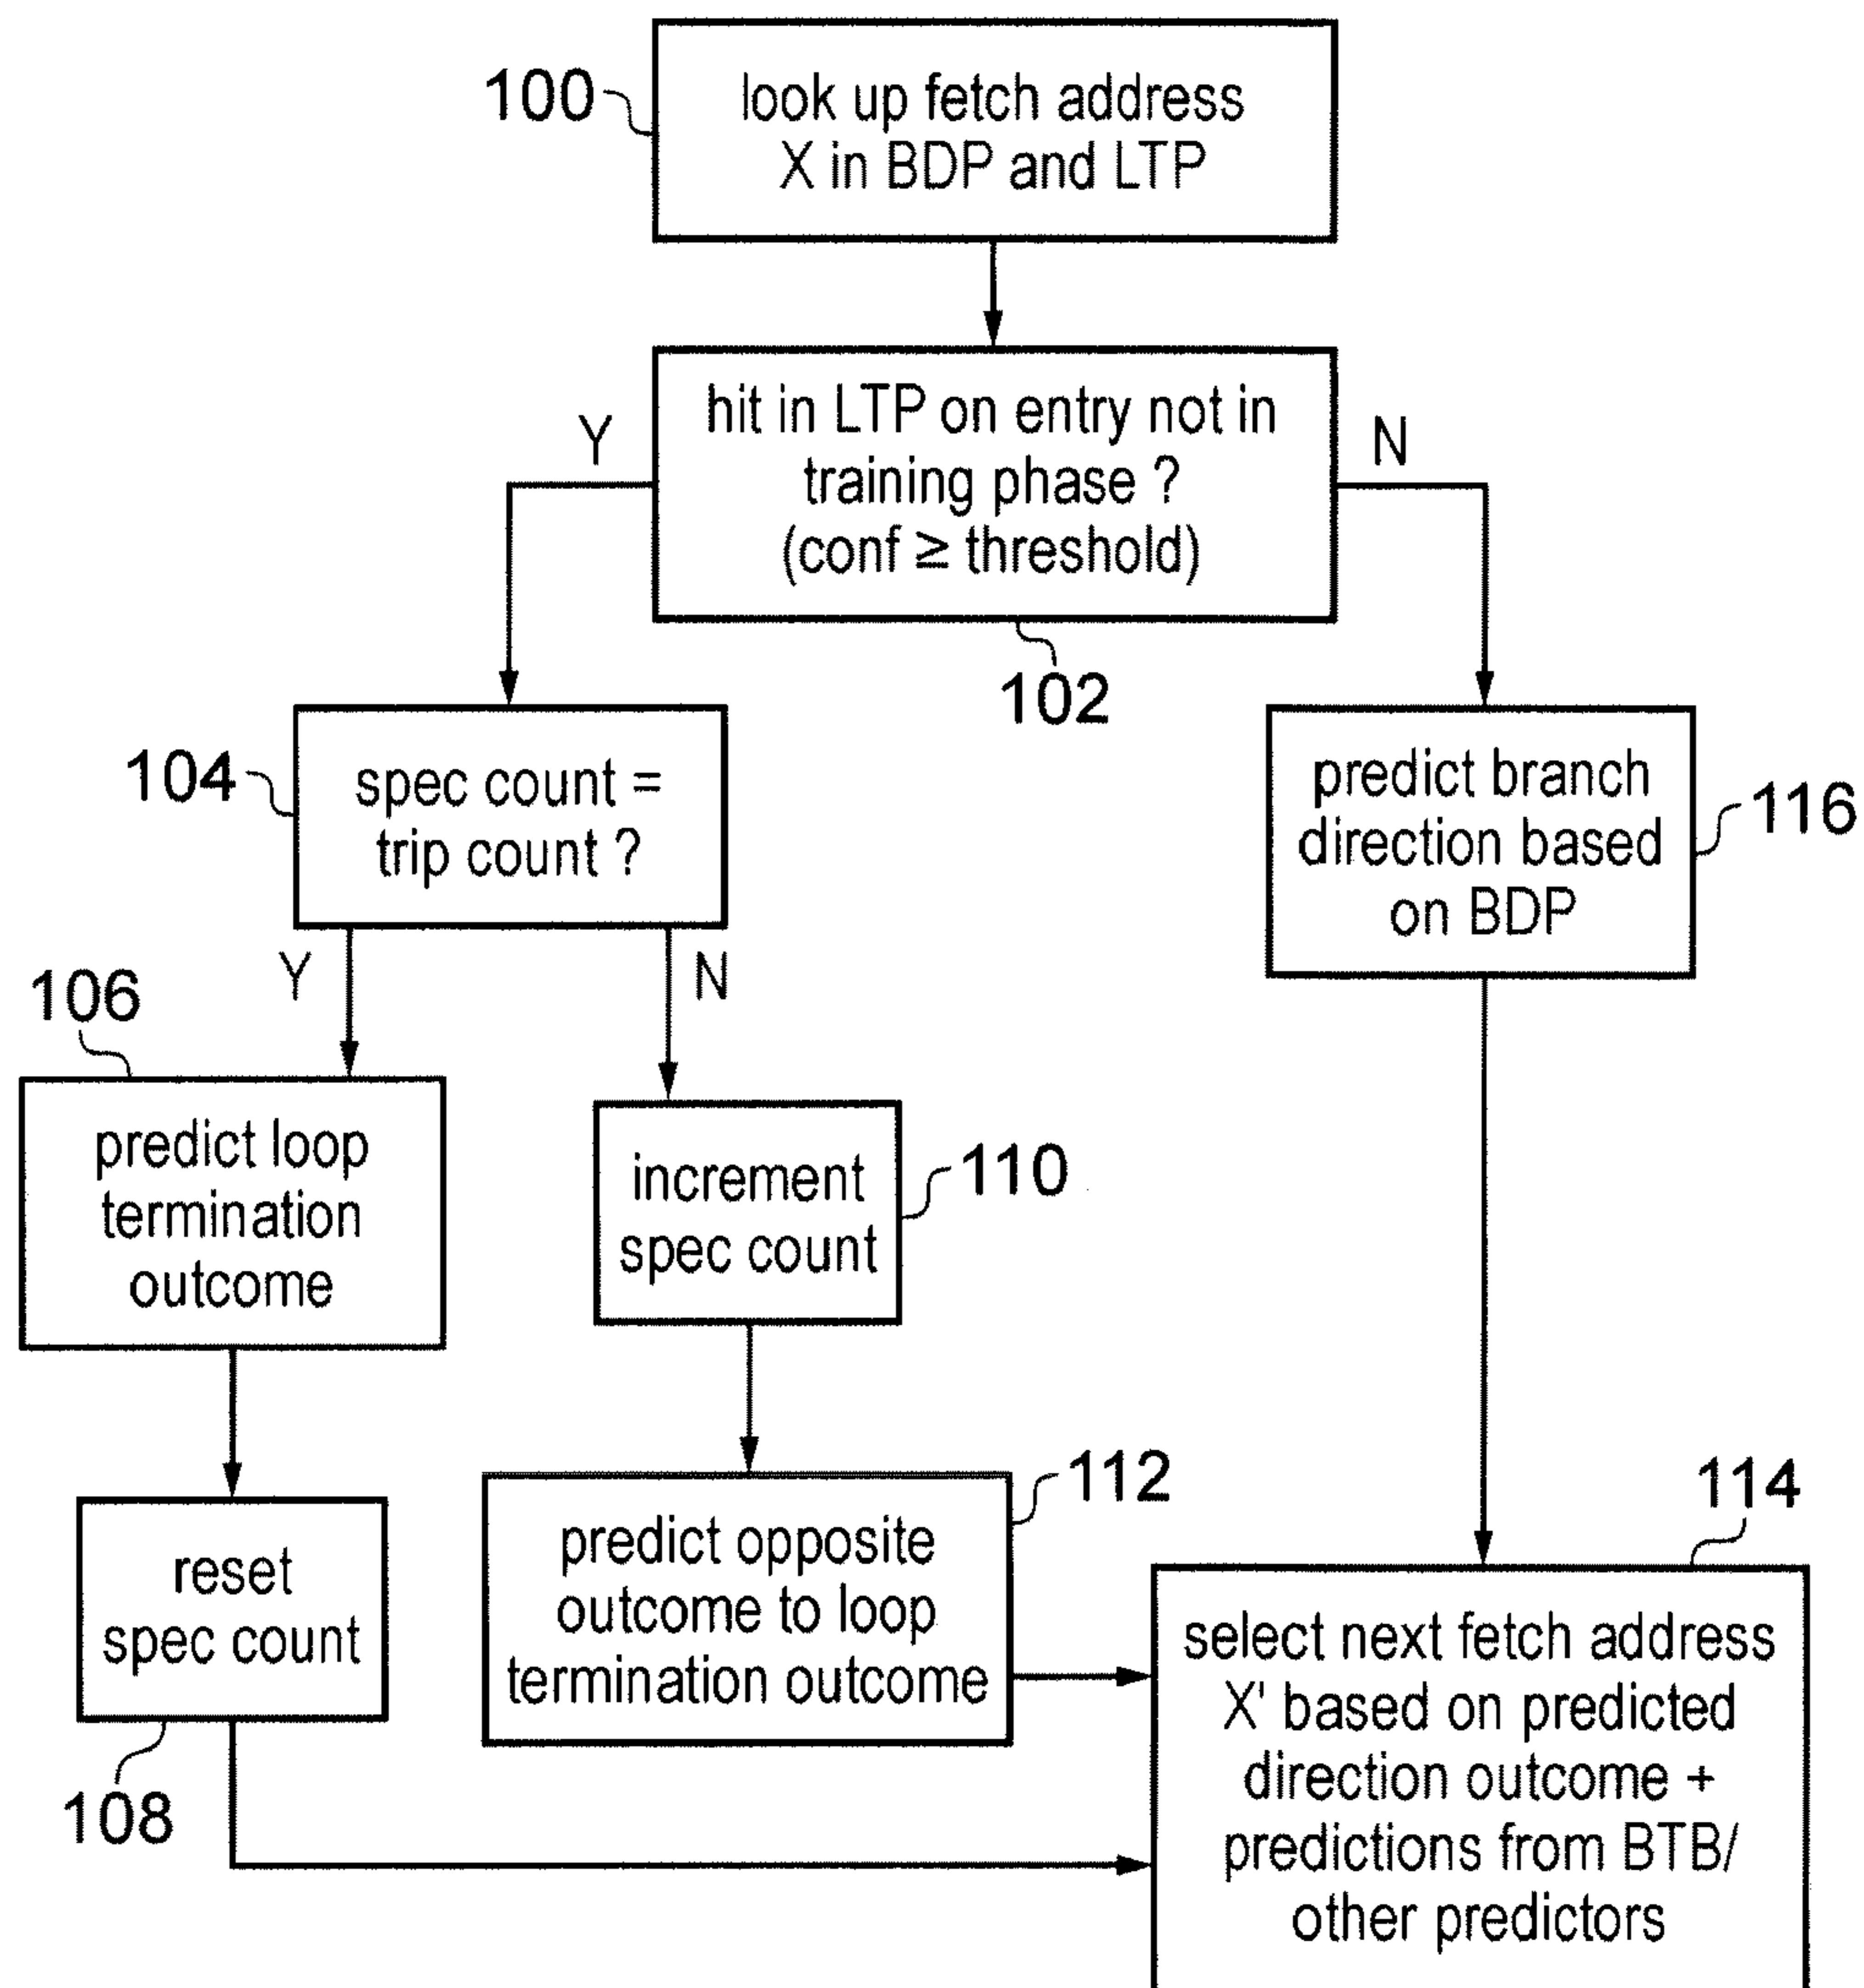 100
look up fetch address
X in BDP and LTP
hit in LTP on entry not in
training phase ?
(conf ≥ threshold)
Y
N
102
104
spec count =
trip count ?
predict branch
direction based
on BDP
116
Y
N
106
predict loop
termination
outcome
increment
spec count
110
reset
spec count
108
predict opposite
outcome to loop
termination outcome
112
114
select next fetch address
X' based on predicted
direction outcome +
predictions from BTB/
other predictors